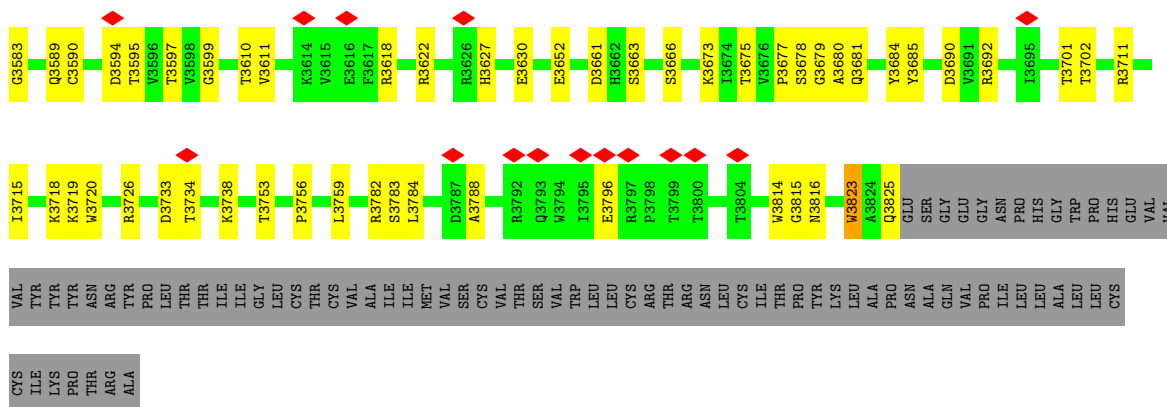 G3583 Q3589 C3590 D3594 T3595 V3596 T3597 V3598 G3599 T3610 V3611 K3614 V3615 E3616 F3617 R3618 R3622 R3626 H3627 E3630 E3652 D3661 H3662 S3663 S3666 K3673 I3674 T3675 V3676 P3677 S3678 G3679 A3680 Q3681 Y3684 Y3685 D3690 V3691 R3692 I3695 T3701 T3702 R3711
I3715 K3718 K3719 W3720 R3726 D3733 T3734 K3738 T3753 P3756 L3759 R3782 S3783 L3784 D3787 A3788 R3792 Q3793 W3794 I3795 E3796 R3797 P3798 T3799 T3800 T3804 W3814 G3815 N3816 W3823 A3824 Q3825 GLU SER GLY GLU GLY ASN PRO HIS GLY TRP PRO HIS GLU VAL VAL
VAL TYR TYR TYR ASN ARG TYR PRO LEU THR THR ILE ILE GLY LEU CYS THR CYS VAL ALA ILE ILE MET VAL SER CYS VAL THR SER VAL TRP LEU LEU CYS ARG THR ARG ASN LEU CYS ILE THR PRO TYR LYS LEU ALA PRO ASN ALA GLN VAL PRO ILE LEU LEU ALA LEU LEU CYS
CYS ILE LYS PRO THR ARG ALA